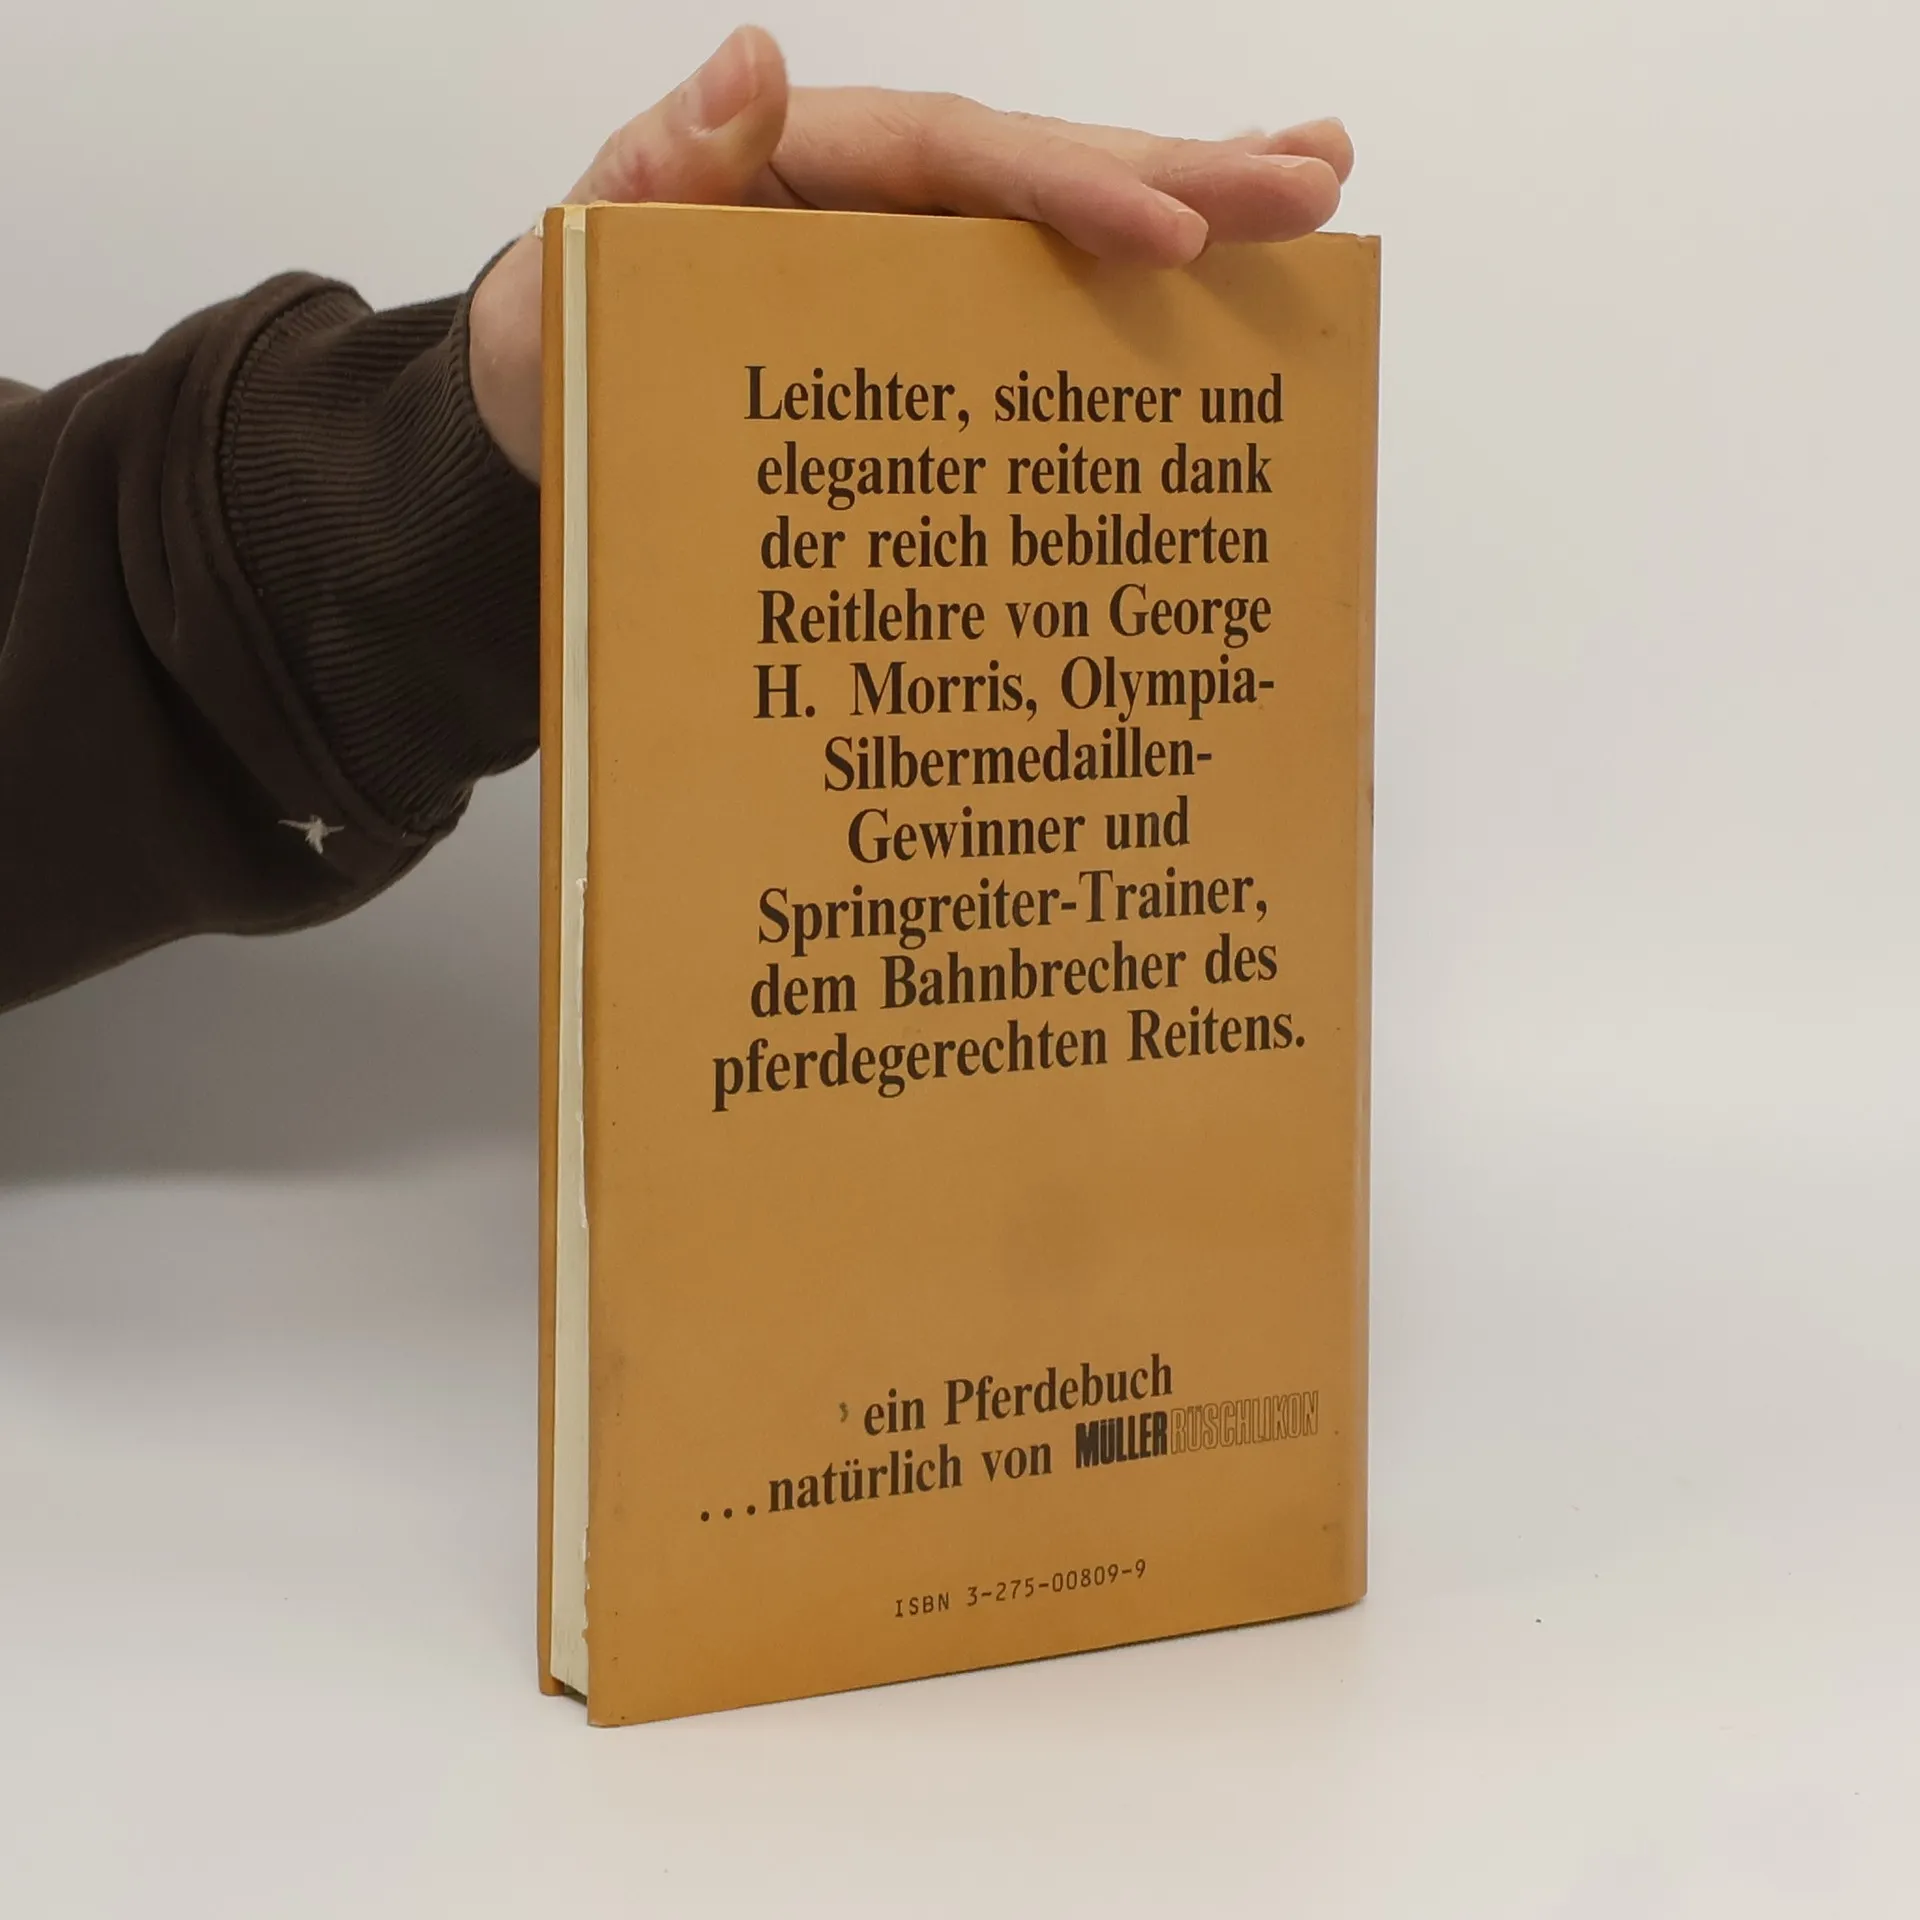 Leichter, sicherer und
eleganter reiten dank
der reich bebilderten
Reitlehre von George
H. Morris, Olympia-
Silbermedaillen-
Gewinner und
Springreiter-Trainer,
dem Bahnbrecher des
pferdegerechten Reitens.
ein Pferdebuch
...natürlich von MÜLLER RÜSCHLIKON
ISBN 3-275-00809-9